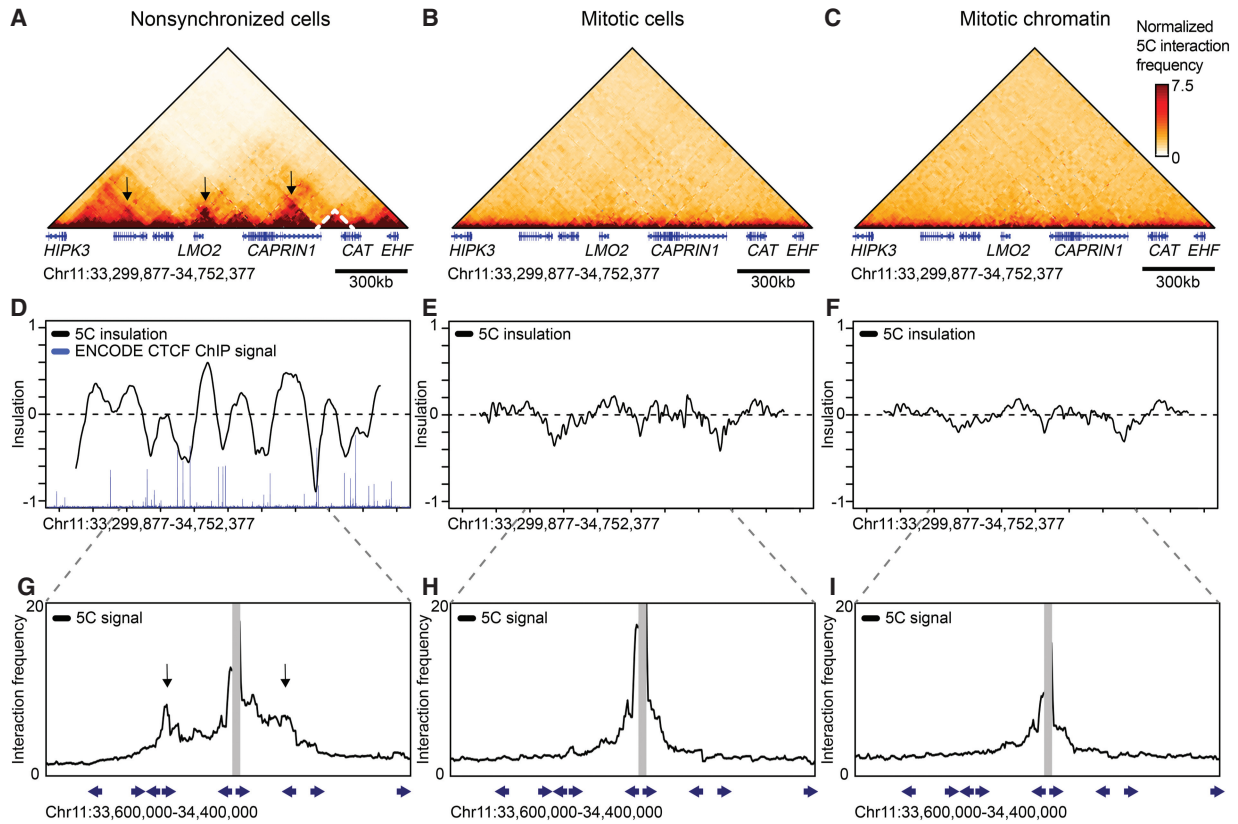 A Nonsynchronized cells
B Mitotic cells
C Mitotic chromatin
Normalized
5C interaction
frequency
7.5
0
HIPK3 LMO2 CAPRIN1 CAT EHF
Chr11:33,299,877-34,752,377
300kb
HIPK3 LMO2 CAPRIN1 CAT EHF
Chr11:33,299,877-34,752,377
300kb
HIPK3 LMO2 CAPRIN1 CAT EHF
Chr11:33,299,877-34,752,377
300kb
D
1
0
-1
Insulation
5C insulation
ENCODE CTCF ChIP signal
Chr11:33,299,877-34,752,377
E
1
0
-1
Insulation
5C insulation
Chr11:33,299,877-34,752,377
F
1
0
-1
Insulation
5C insulation
Chr11:33,299,877-34,752,377
G
20
0
Interaction frequency
5C signal
Chr11:33,600,000-34,400,000
H
20
0
Interaction frequency
5C signal
Chr11:33,600,000-34,400,000
I
20
0
Interaction frequency
5C signal
Chr11:33,600,000-34,400,000